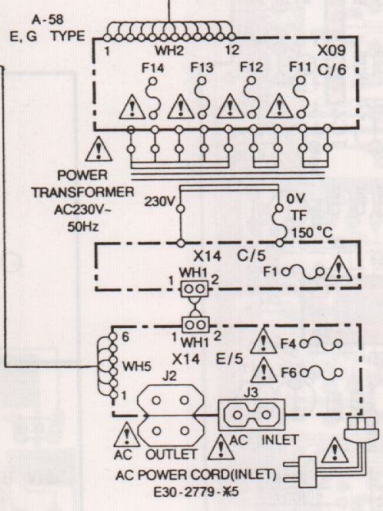 A-58
E, G TYPE
1 WH2 12
X09
C/6
F14 F13 F12 F11
POWER
TRANSFORMER
AC230V~
50Hz
230V
0V
TF
150°C
X14 C/5
WH1
1 2
F1
1 2
WH1
X14 E/5
6
WH5
1
F4
F6
J2
J3
AC OUTLET
AC INLET
AC POWER CORD(INLET)
E30-2779-※5